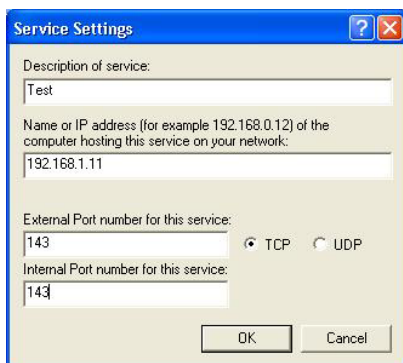 Service Settings
Description of service:
Test
Name or IP address (for example 192.168.0.12) of the
computer hosting this service on your network:
192.168.1.11
External Port number for this service:
143
TCP
UDP
Internal Port number for this service:
143
OK
Cancel